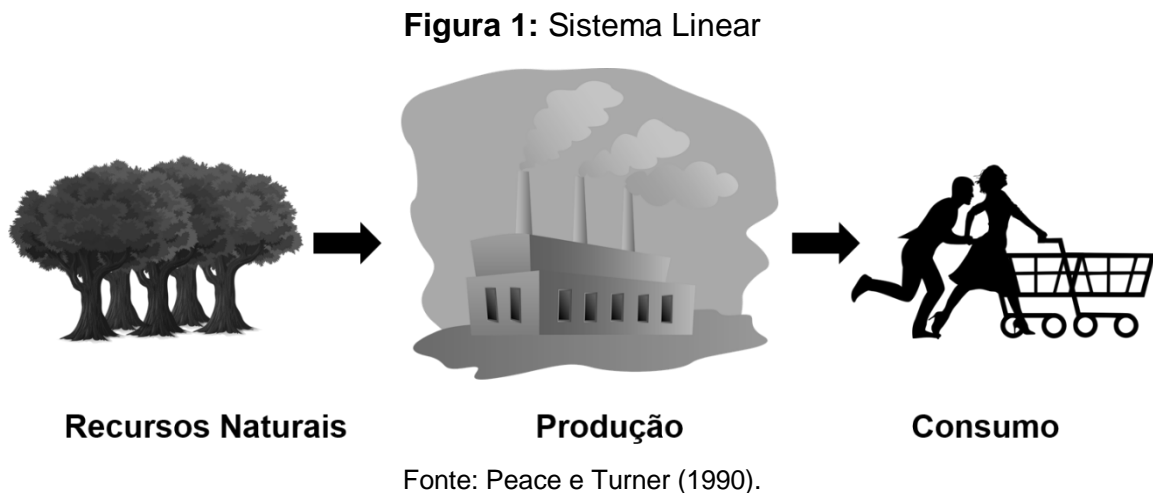 Figura 1: Sistema Linear
Recursos Naturais Produção Consumo
Fonte: Peace e Turner (1990).